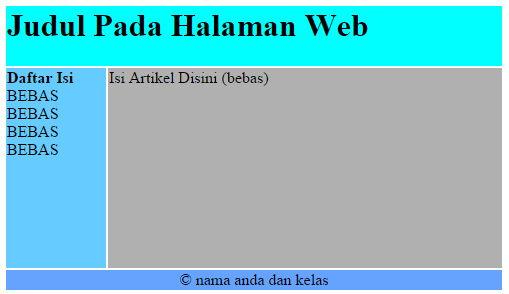 Judul Pada Halaman Web
Daftar Isi
BEBAS
BEBAS
BEBAS
BEBAS
Isi Artikel Disini (bebas)
© nama anda dan kelas